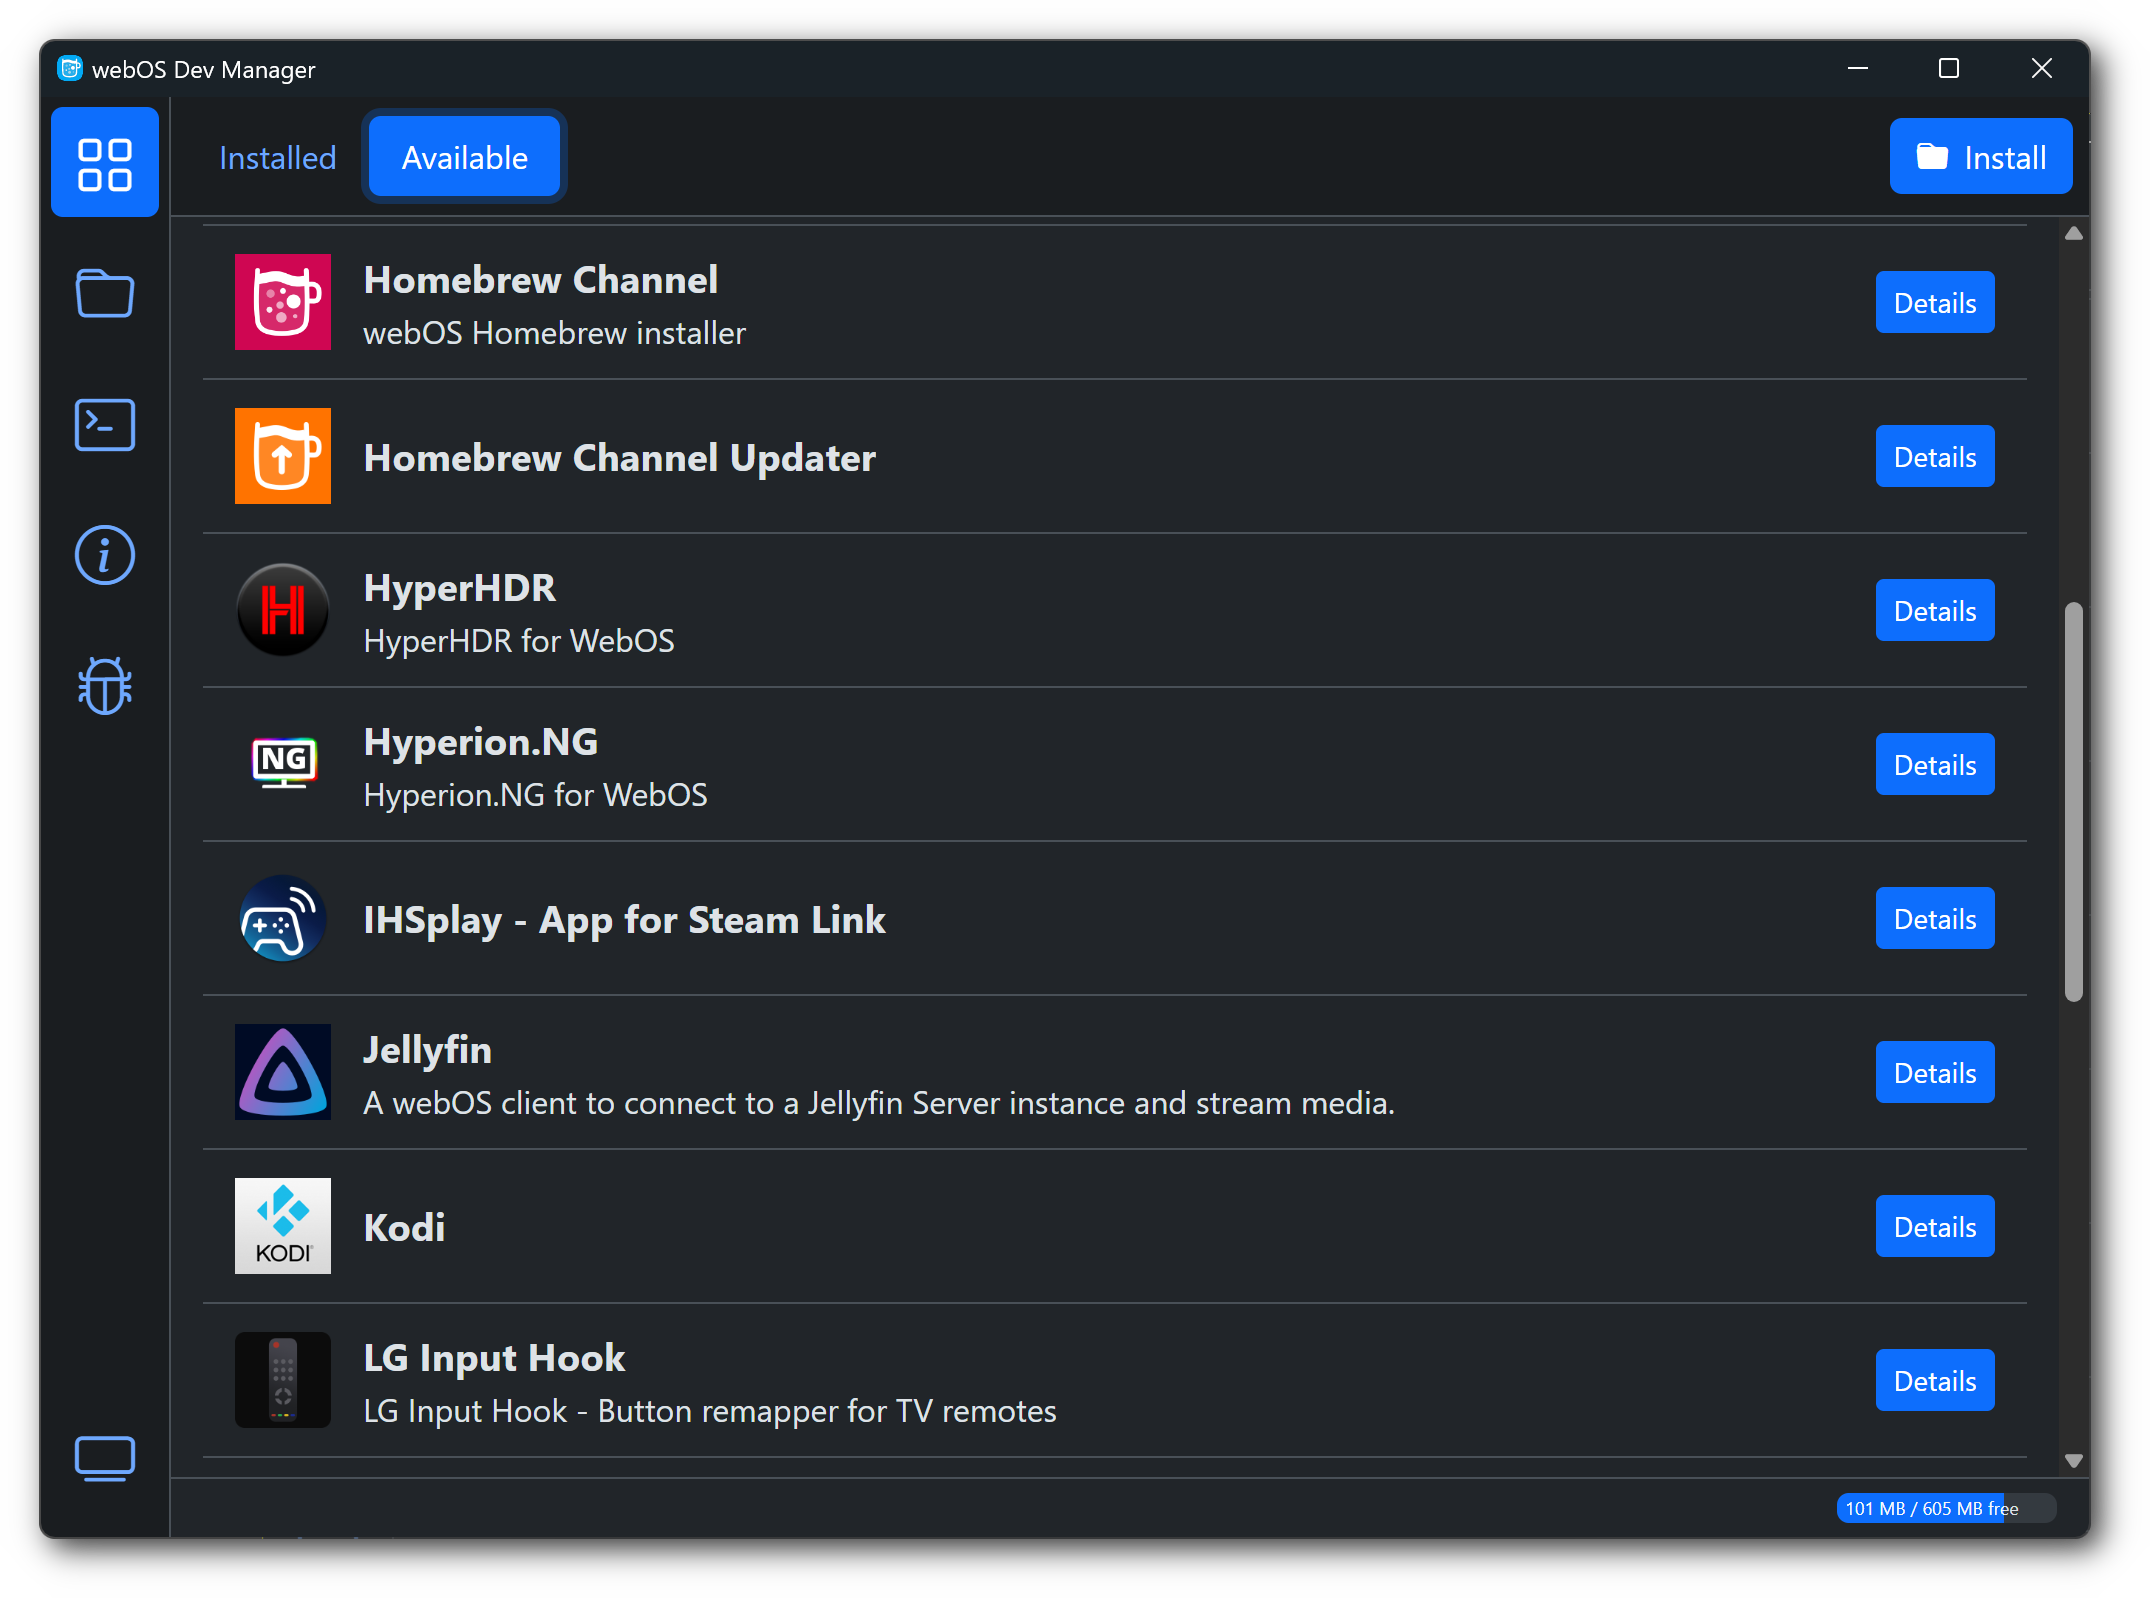 webOS Dev Manager
Installed
Available
Install
Homebrew Channel
webOS Homebrew installer
Details
Homebrew Channel Updater
Details
HyperHDR
HyperHDR for WebOS
Details
NG
Hyperion.NG
Hyperion.NG for WebOS
Details
IHSplay - App for Steam Link
Details
Jellyfin
A webOS client to connect to a Jellyfin Server instance and stream media.
Details
KODI
Kodi
Details
LG Input Hook
LG Input Hook - Button remapper for TV remotes
Details
101 MB / 605 MB free